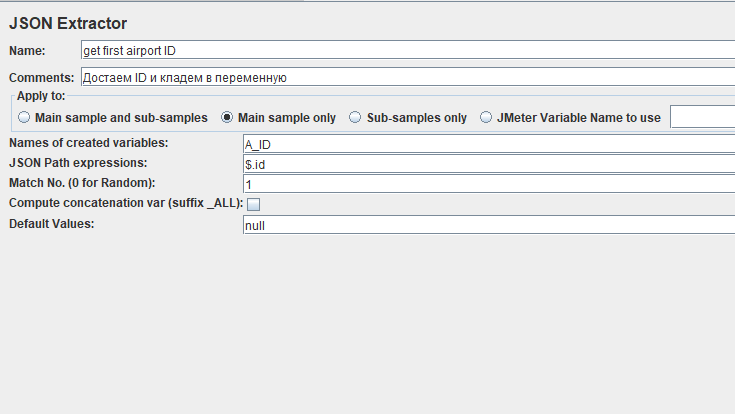 JSON Extractor
Name: get first airport ID
Comments: Достаем ID и кладем в переменную
Apply to:
Main sample and sub-samples Main sample only Sub-samples only JMeter Variable Name to use
Names of created variables: A_ID
JSON Path expressions: $.id
Match No. (0 for Random): 1
Compute concatenation var (suffix _ALL):
Default Values: null